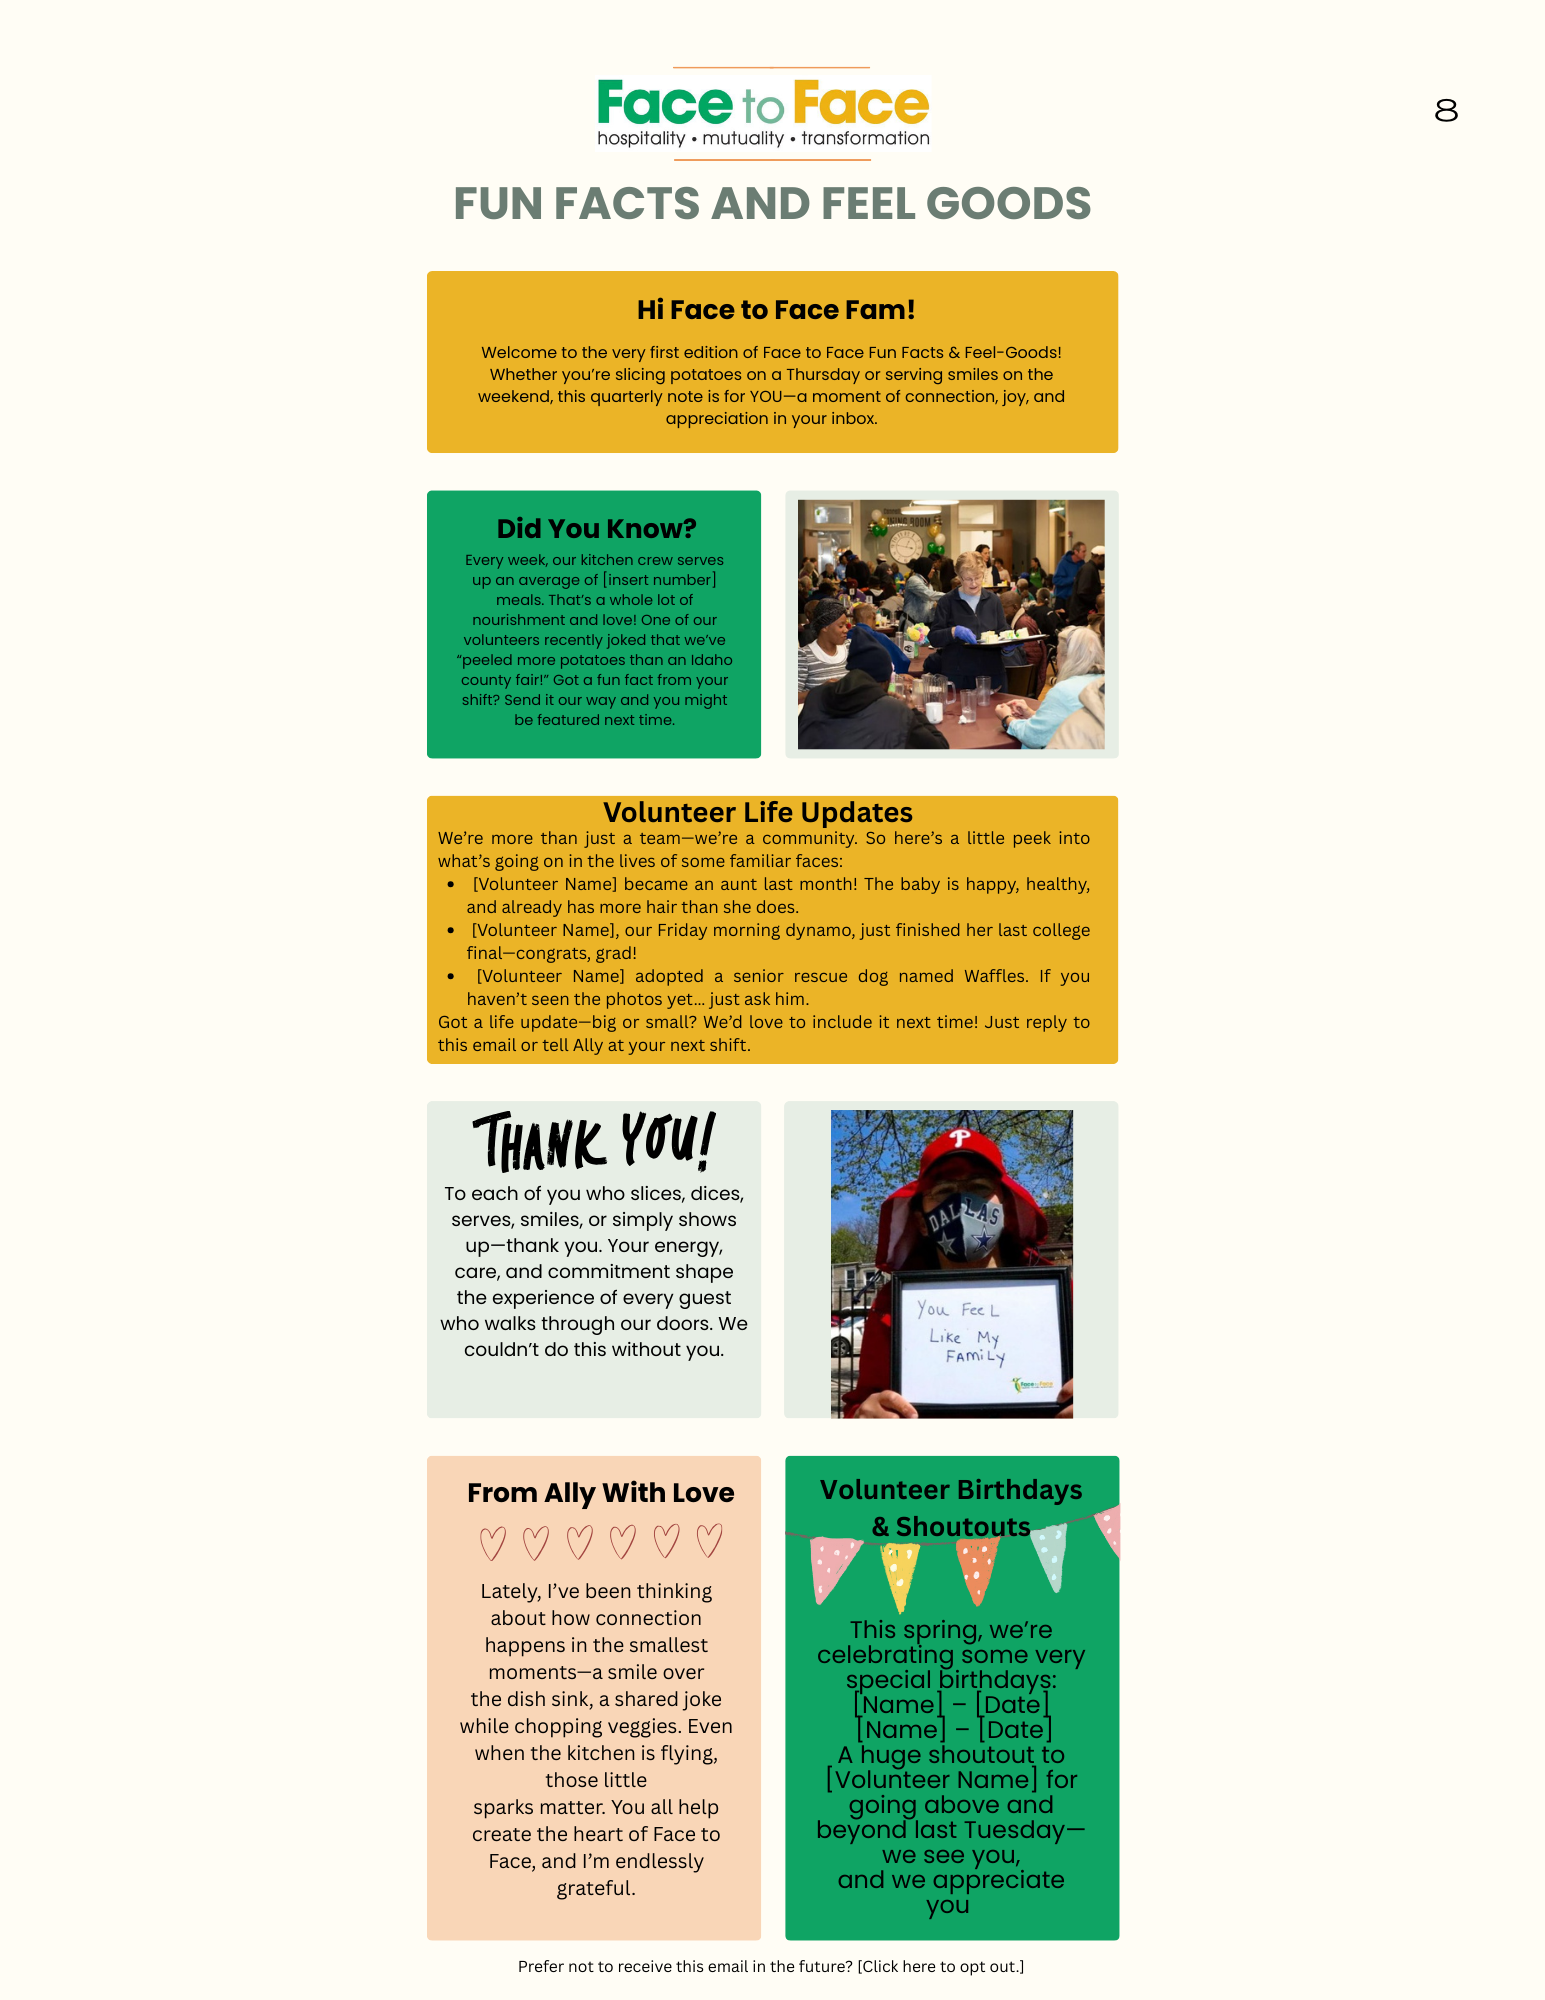 Face to Face
hospitality • mutuality • transformation
8
FUN FACTS AND FEEL GOODS
Hi Face to Face Fam!
Welcome to the very first edition of Face to Face Fun Facts & Feel-Goods!
Whether you’re slicing potatoes on a Thursday or serving smiles on the
weekend, this quarterly note is for YOU—a moment of connection, joy, and
appreciation in your inbox.
Did You Know?
Every week, our kitchen crew serves
up an average of [insert number]
meals. That’s a whole lot of
nourishment and love! One of our
volunteers recently joked that we’ve
“peeled more potatoes than an Idaho
county fair!” Got a fun fact from your
shift? Send it our way and you might
be featured next time.
DINING ROOM
Volunteer Life Updates
We’re more than just a team—we’re a community. So here’s a little peek into
what’s going on in the lives of some familiar faces:
• [Volunteer Name] became an aunt last month! The baby is happy, healthy,
and already has more hair than she does.
• [Volunteer Name], our Friday morning dynamo, just finished her last college
final—congrats, grad!
• [Volunteer Name] adopted a senior rescue dog named Waffles. If you
haven’t seen the photos yet… just ask him.
Got a life update—big or small? We’d love to include it next time! Just reply to
this email or tell Ally at your next shift.
THANK YOU!
To each of you who slices, dices,
serves, smiles, or simply shows
up—thank you. Your energy,
care, and commitment shape
the experience of every guest
who walks through our doors. We
couldn’t do this without you.
P
DALLAS
You Feel
Like My
FAMiLy
Face to Face
From Ally With Love
Lately, I’ve been thinking
about how connection
happens in the smallest
moments—a smile over
the dish sink, a shared joke
while chopping veggies. Even
when the kitchen is flying,
those little
sparks matter. You all help
create the heart of Face to
Face, and I’m endlessly
grateful.
Volunteer Birthdays
& Shoutouts
This spring, we’re
celebrating some very
special birthdays:
[Name] – [Date]
[Name] – [Date]
A huge shoutout to
[Volunteer Name] for
going above and
beyond last Tuesday—
we see you,
and we appreciate
you
Prefer not to receive this email in the future? [Click here to opt out.]